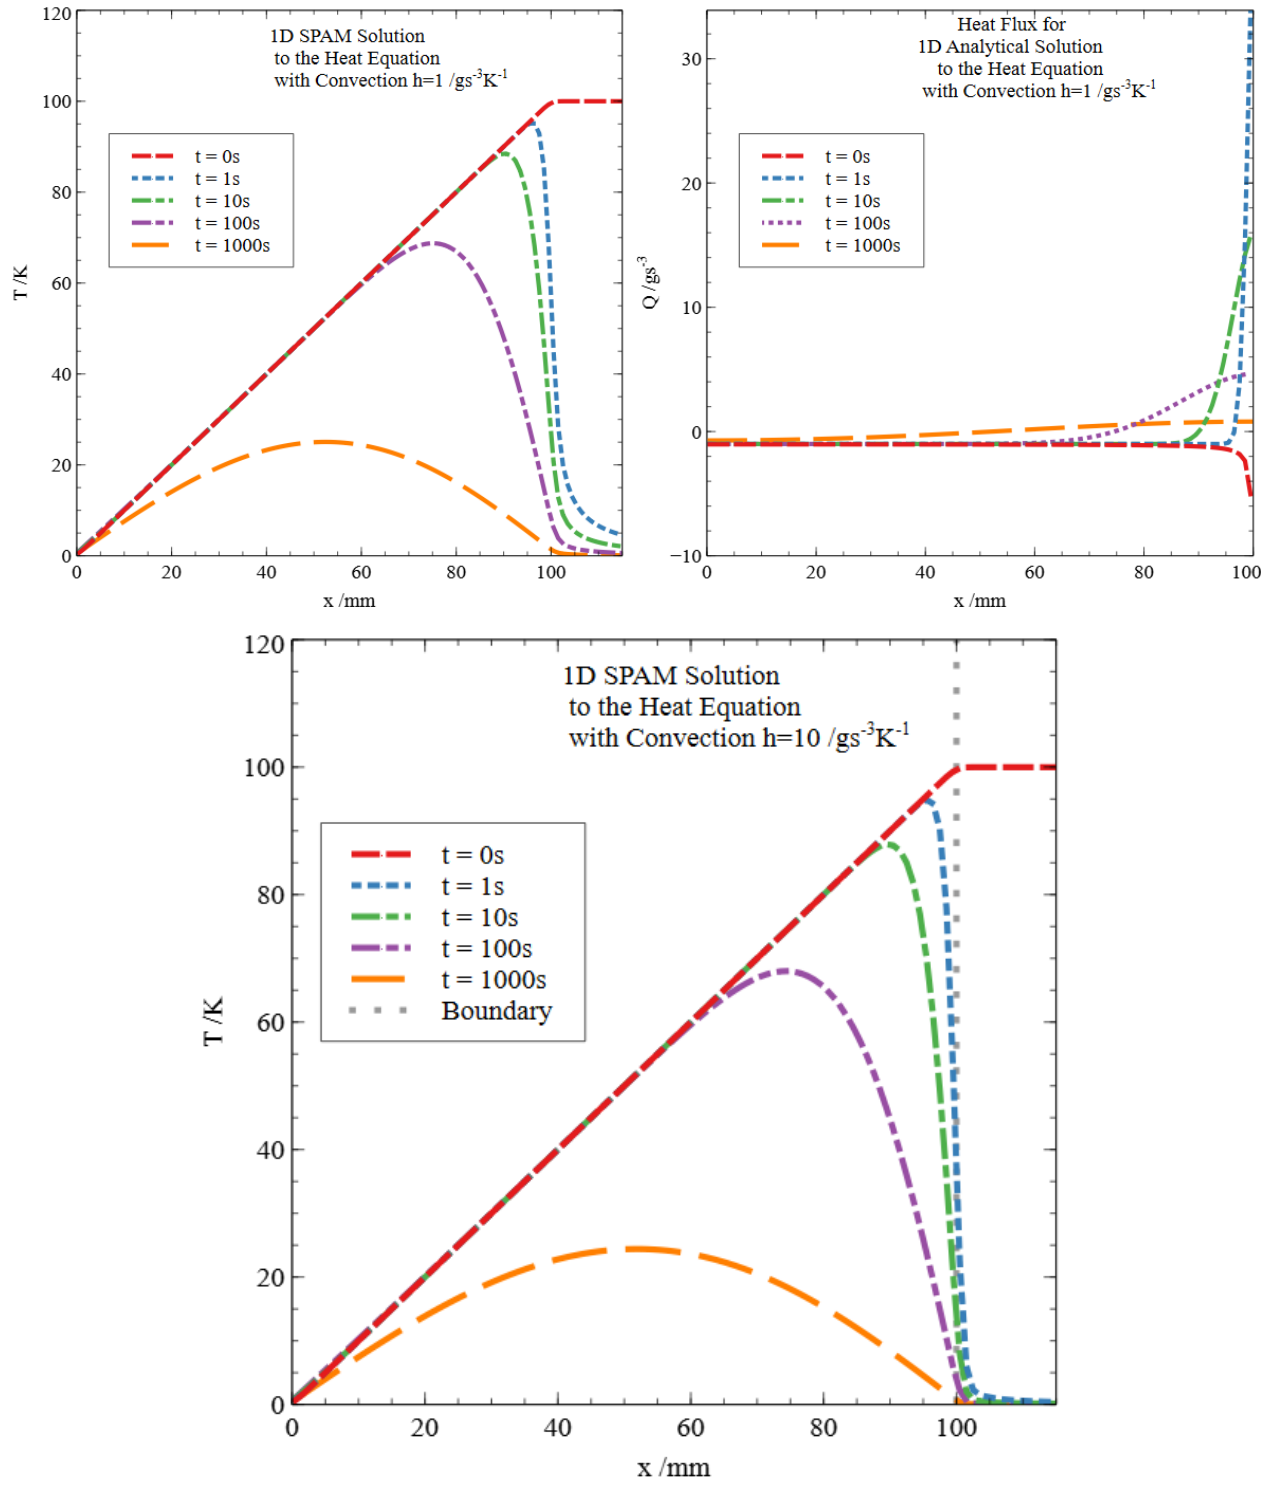 1D SPAM Solution
to the Heat Equation
with Convection h=1 /gs⁻³K⁻¹
t = 0s
t = 1s
t = 10s
t = 100s
t = 1000s
T /K
120
100
80
60
40
20
0
0 20 40 60 80 100
x /mm
Heat Flux for
1D Analytical Solution
to the Heat Equation
with Convection h=1 /gs⁻³K⁻¹
t = 0s
t = 1s
t = 10s
t = 100s
t = 1000s
Q /gs⁻³
30
20
10
0
−10
0 20 40 60 80 100
x /mm
1D SPAM Solution
to the Heat Equation
with Convection h=10 /gs⁻³K⁻¹
t = 0s
t = 1s
t = 10s
t = 100s
t = 1000s
Boundary
T /K
120
100
80
60
40
20
0
0 20 40 60 80 100
x /mm